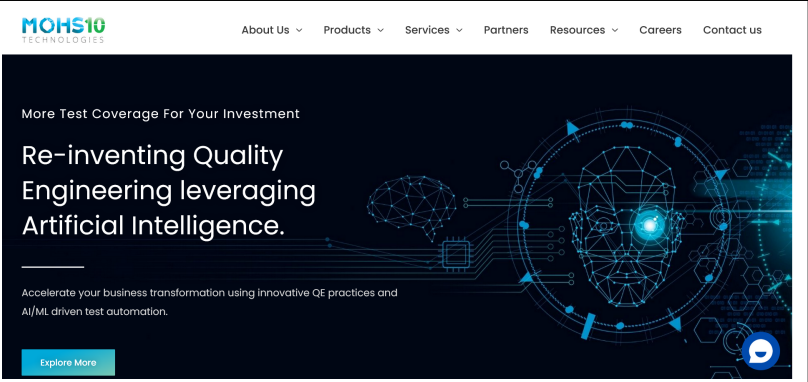 MOHS10
TECHNOLOGIES
About Us
Products
Services
Partners
Resources
Careers
Contact us
More Test Coverage For Your Investment
Re-inventing Quality
Engineering leveraging
Artificial Intelligence.
Accelerate your business transformation using innovative QE practices and
AI/ML driven test automation.
Explore More